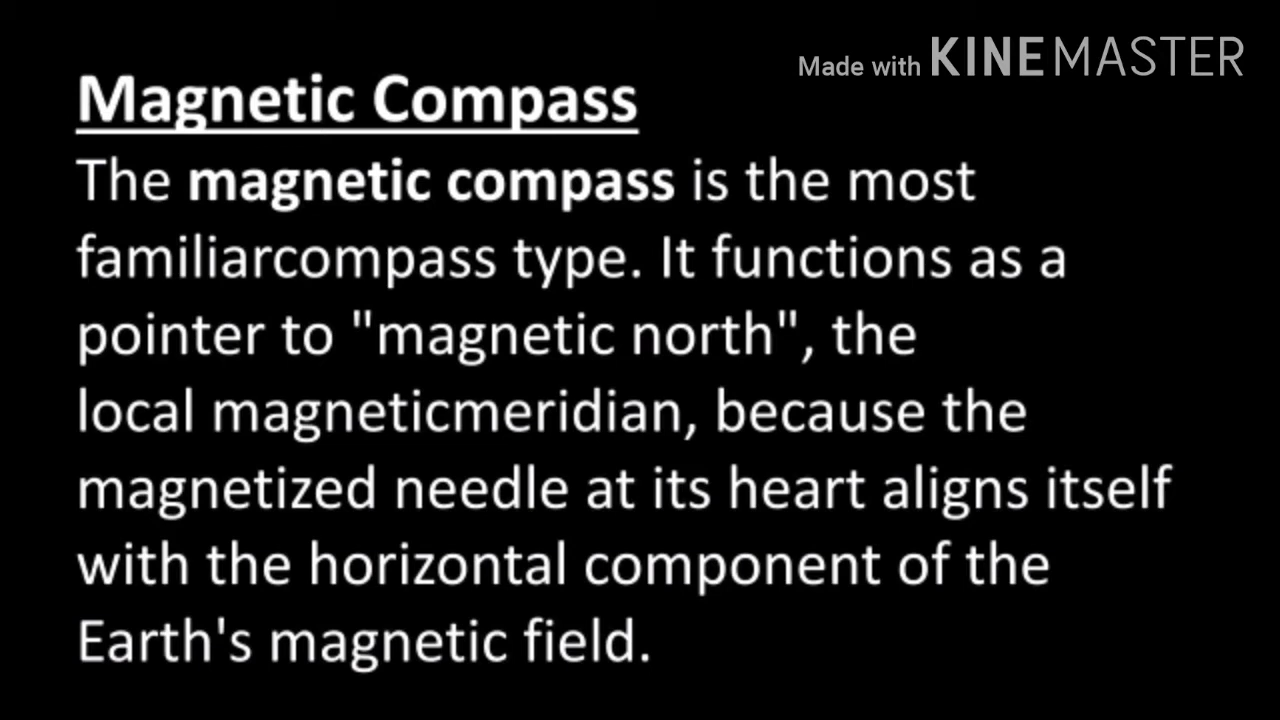 Made with KINEMASTER
Magnetic Compass
The magnetic compass is the most
familiarcompass type. It functions as a
pointer to "magnetic north", the
local magneticmeridian, because the
magnetized needle at its heart aligns itself
with the horizontal component of the
Earth's magnetic field.